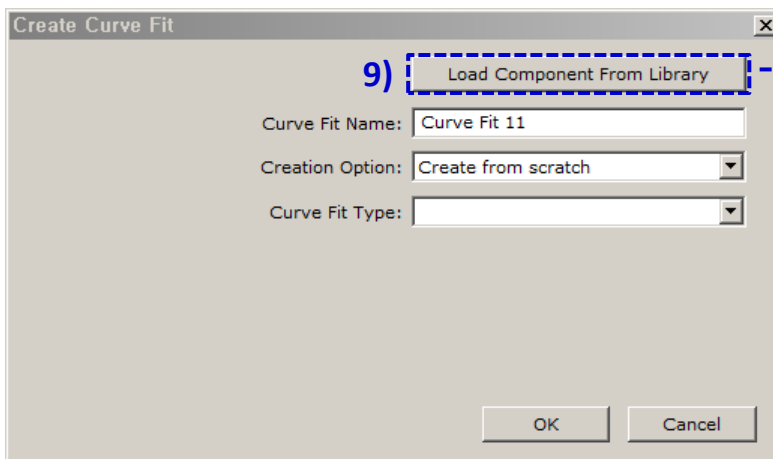 Create Curve Fit
9) Load Component From Library
Curve Fit Name: Curve Fit 11
Creation Option: Create from scratch
Curve Fit Type:
OK Cancel